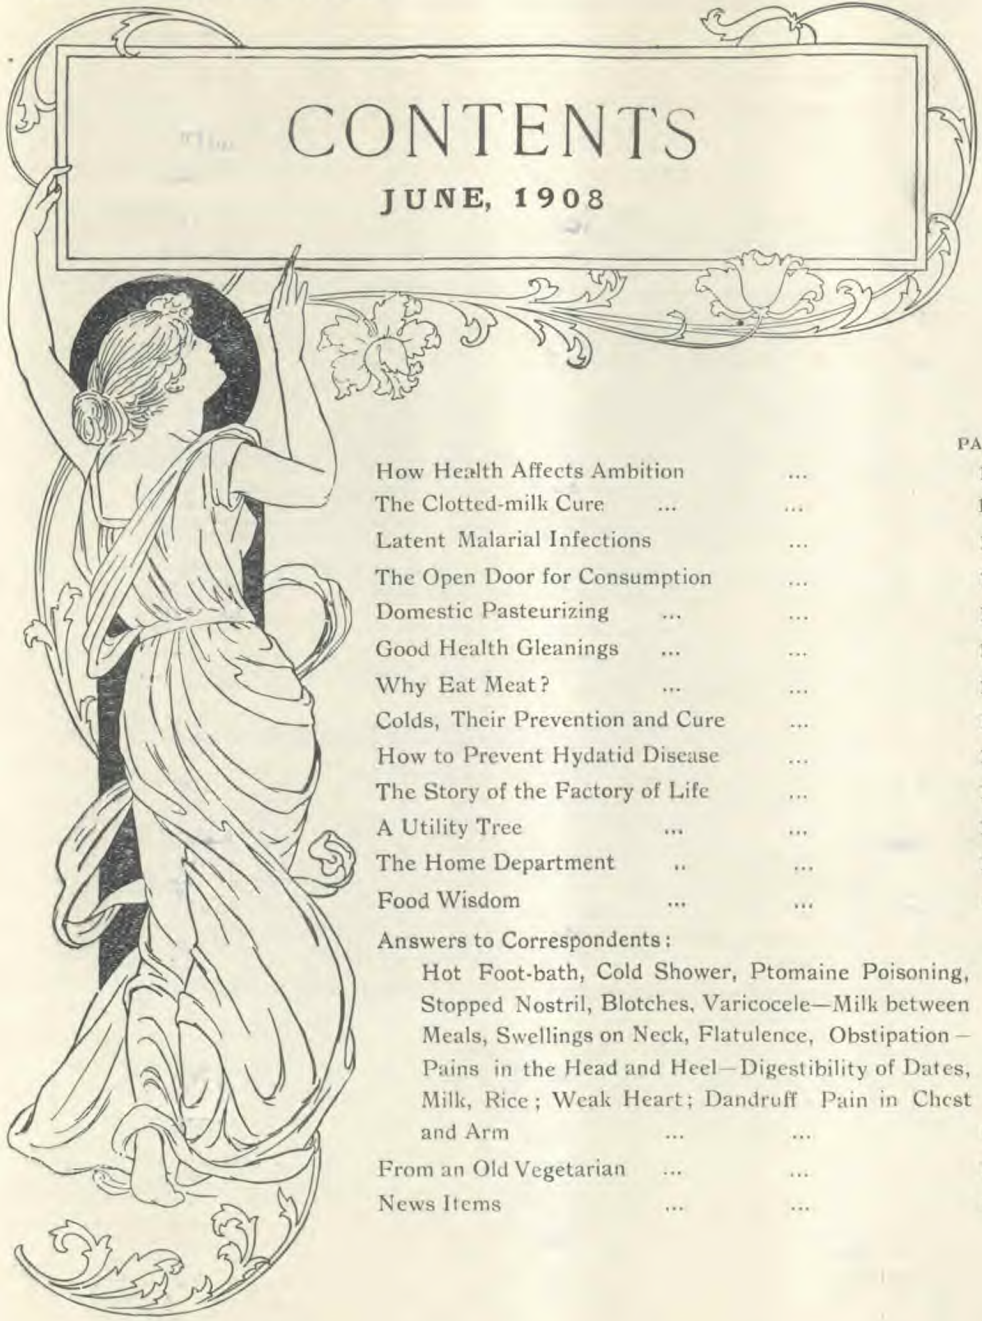 CONTENTS
JUNE, 1908
How Health Affects Ambition ...
The Clotted-milk Cure ... ...
Latent Malarial Infections ...
The Open Door for Consumption ...
Domestic Pasteurizing ... ...
Good Health Gleanings ... ...
Why Eat Meat? ... ...
Colds, Their Prevention and Cure ...
How to Prevent Hydatid Disease ...
The Story of the Factory of Life ...
A Utility Tree ... ...
The Home Department .. ...
Food Wisdom ... ...
Answers to Correspondents:
Hot Foot-bath, Cold Shower, Ptomaine Poisoning,
Stopped Nostril, Blotches, Varicocele—Milk between
Meals, Swellings on Neck, Flatulence, Obstipation—
Pains in the Head and Heel—Digestibility of Dates,
Milk, Rice; Weak Heart; Dandruff Pain in Chest
and Arm ... ...
From an Old Vegetarian ... ...
News Items ... ...